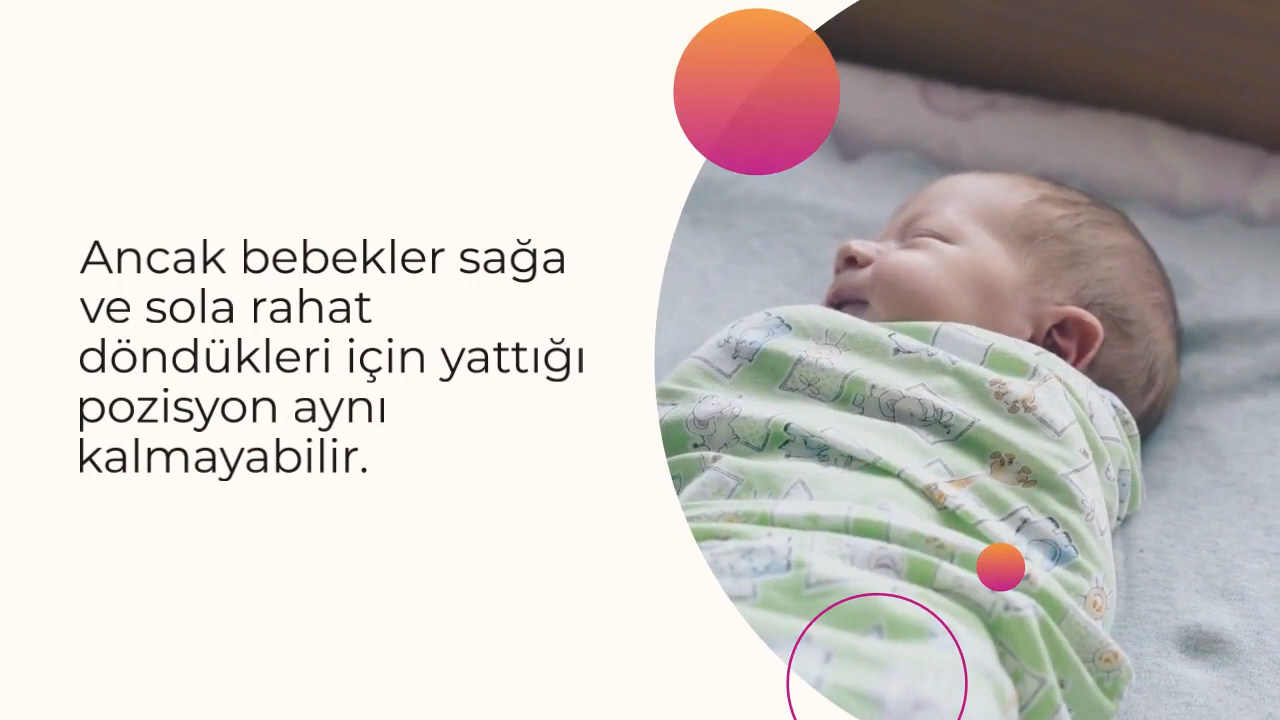 Ancak bebekler sağa
ve sola rahat
döndükleri için yattığı
pozisyon aynı
kalmayabilir.